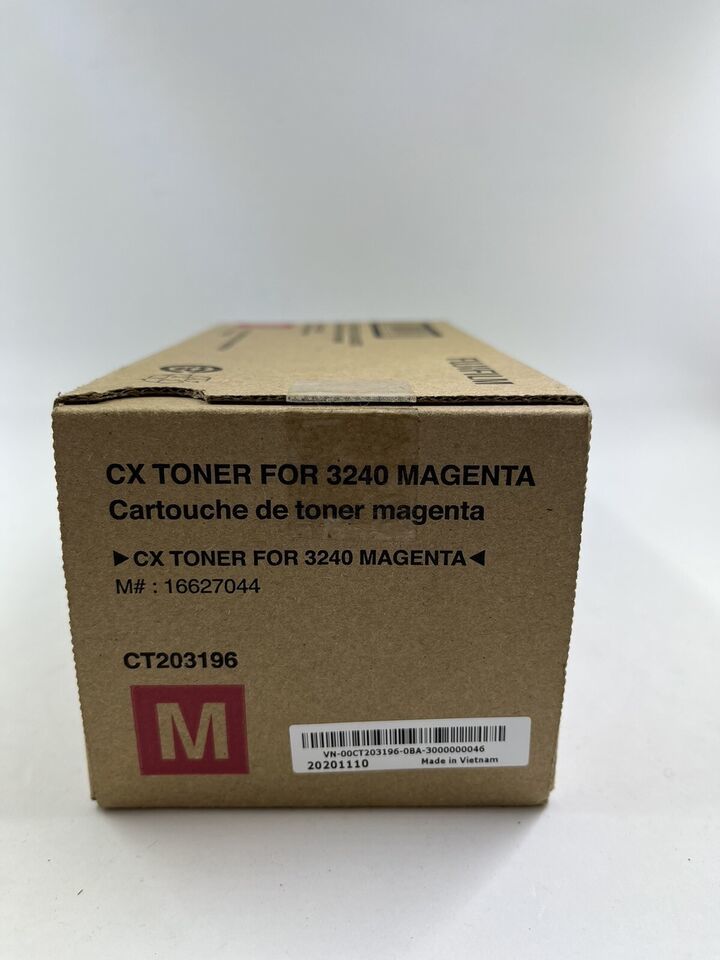 FUJIFILM
CX TONER FOR 3240 MAGENTA
Cartouche de toner magenta
▶CX TONER FOR 3240 MAGENTA◀
M# : 16627044
CT203196
M
VN-00CT203196-0BA-3000000046
20201110 Made in Vietnam